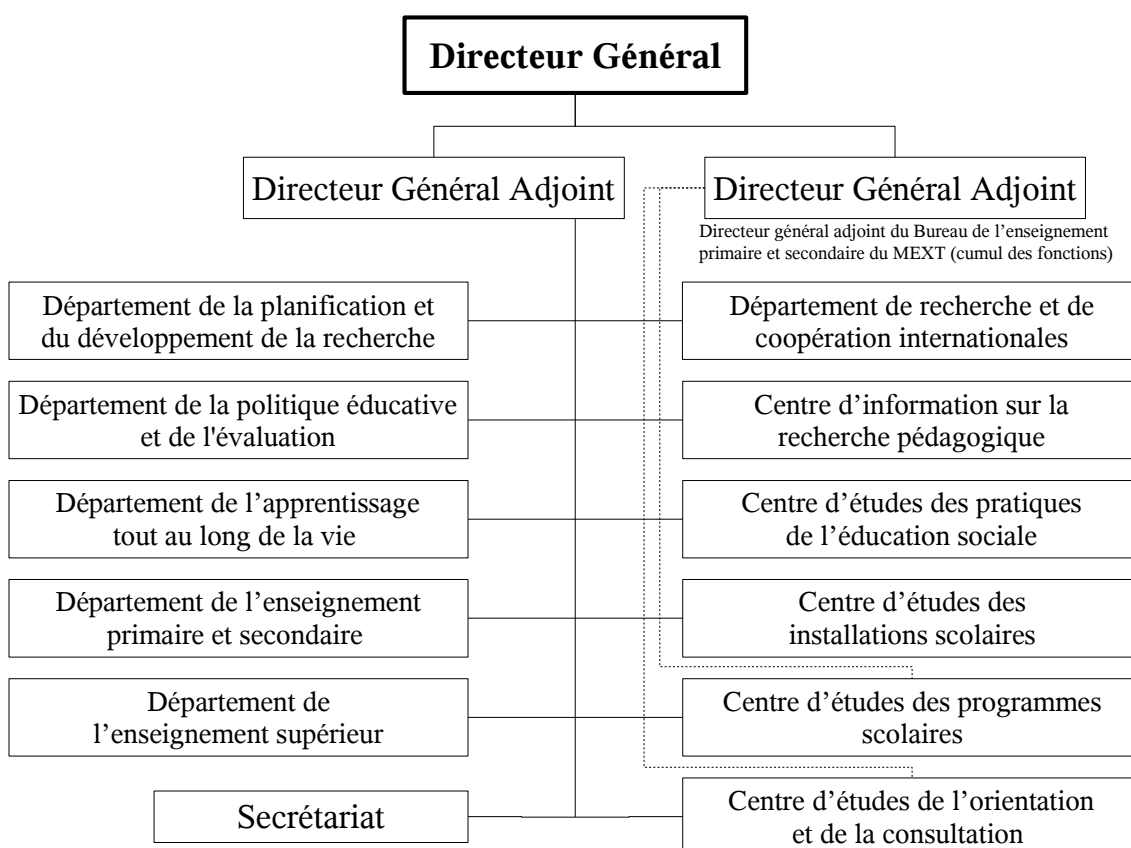 Directeur Général
Directeur Général Adjoint
Directeur Général Adjoint
Directeur général adjoint du Bureau de l’enseignement
primaire et secondaire du MEXT (cumul des fonctions)
Département de la planification et
du développement de la recherche
Département de recherche et de
coopération internationales
Département de la politique éducative
et de l'évaluation
Centre d’information sur la
recherche pédagogique
Département de l’apprentissage
tout au long de la vie
Centre d’études des pratiques
de l’éducation sociale
Département de l’enseignement
primaire et secondaire
Centre d’études des
installations scolaires
Département de
l’enseignement supérieur
Centre d’études des programmes
scolaires
Secrétariat
Centre d’études de l’orientation
et de la consultation